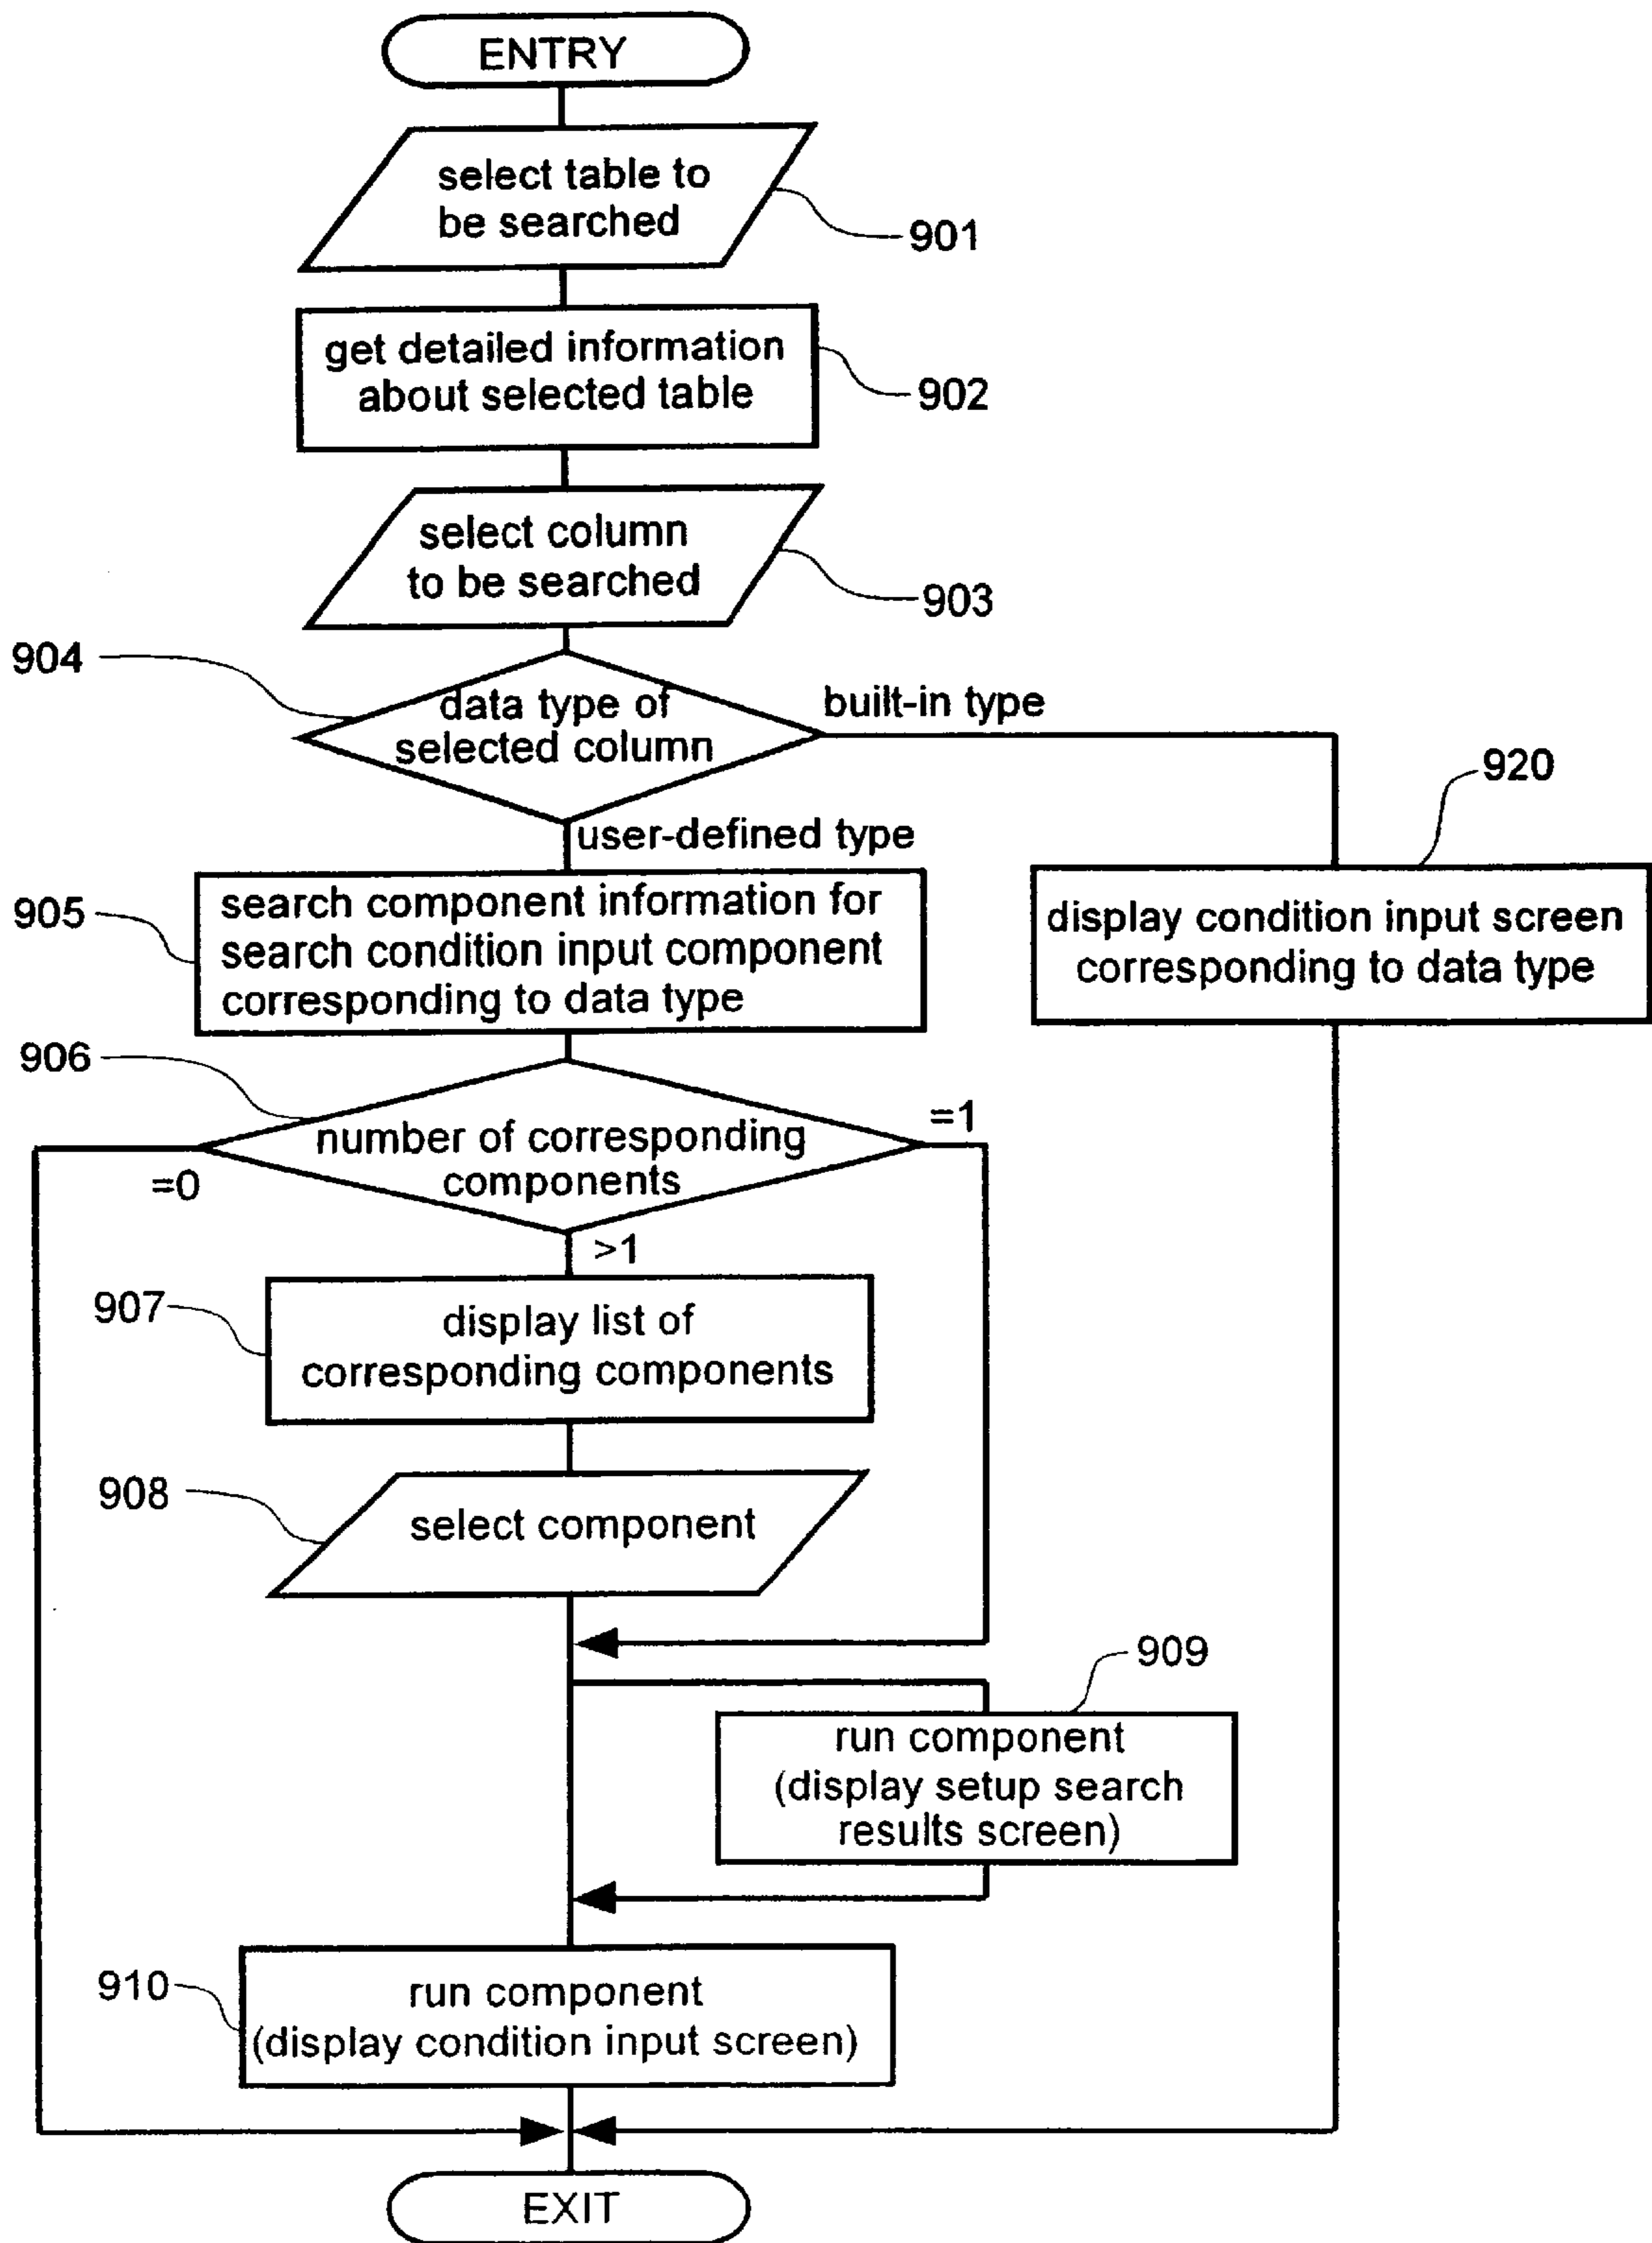 ENTRY
select table to
be searched
901
get detailed information
about selected table
902
select column
to be searched
903
904
data type of
selected column
built-in type
920
user-defined type
905
search component information for
search condition input component
corresponding to data type
display condition input screen
corresponding to data type
906
number of corresponding
components
=1
=0
>1
907
display list of
corresponding components
908
select component
909
run component
(display setup search
results screen)
910
run component
(display condition input screen)
EXIT